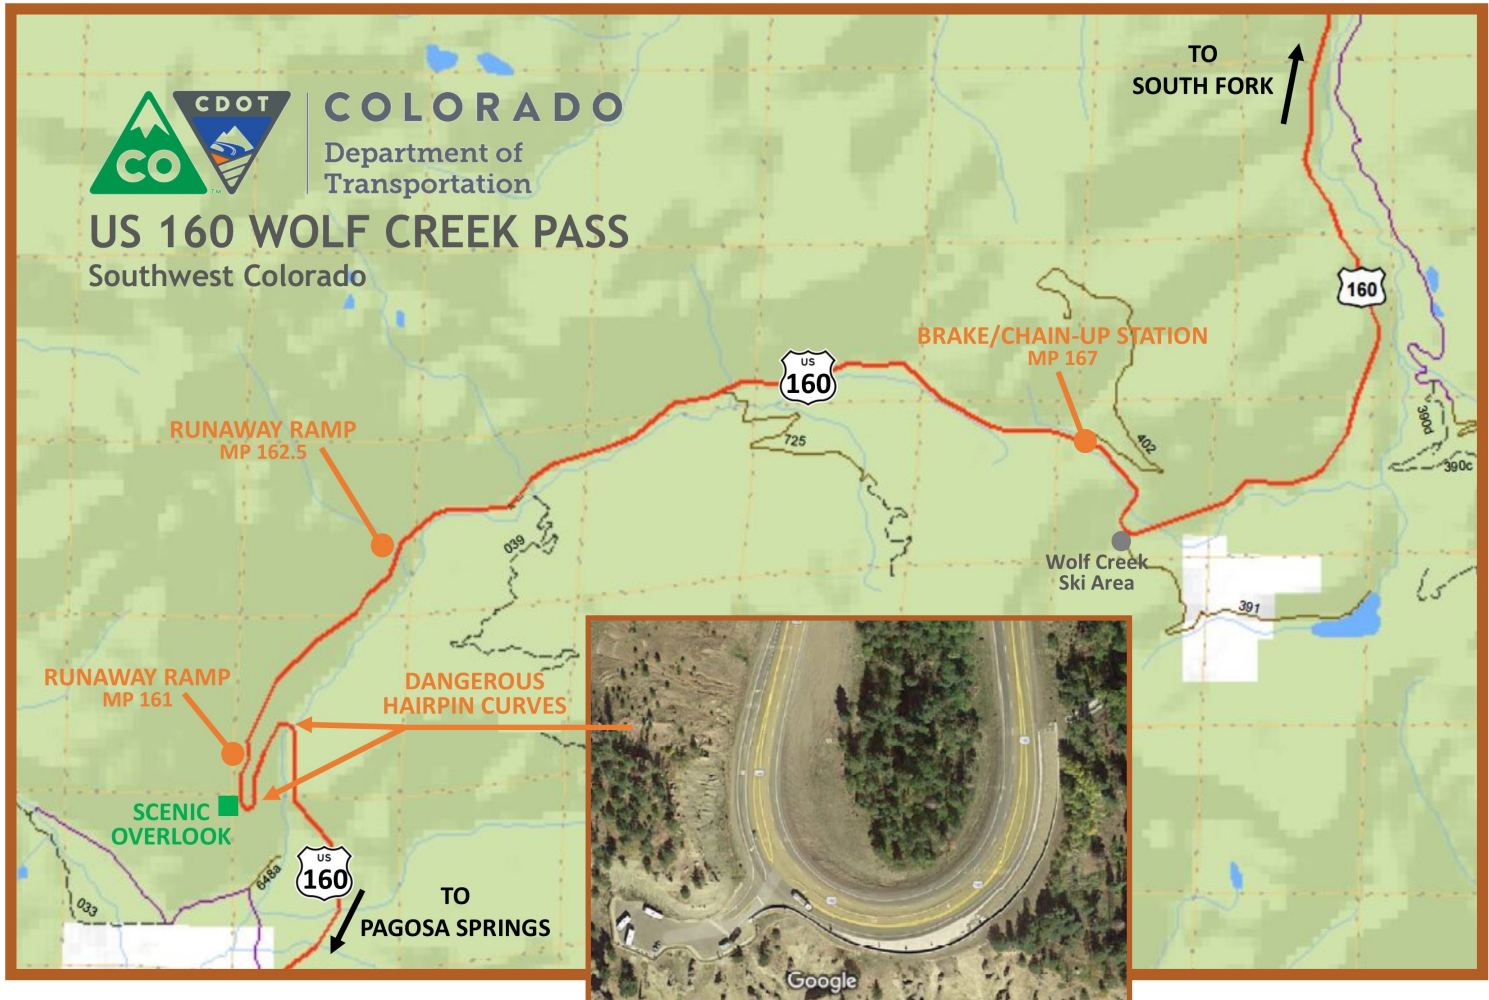 TO
SOUTH FORK
CDOT
CO
TM
COLORADO
Department of
Transportation
US 160 WOLF CREEK PASS
Southwest Colorado
160
BRAKE/CHAIN-UP STATION
MP 167
US
160
RUNAWAY RAMP
MP 162.5
725
402
390d
390c
039
Wolf Creek
Ski Area
391
RUNAWAY RAMP
MP 161
DANGEROUS
HAIRPIN CURVES
SCENIC
OVERLOOK
648a
033
US
160
TO
PAGOSA SPRINGS
Google